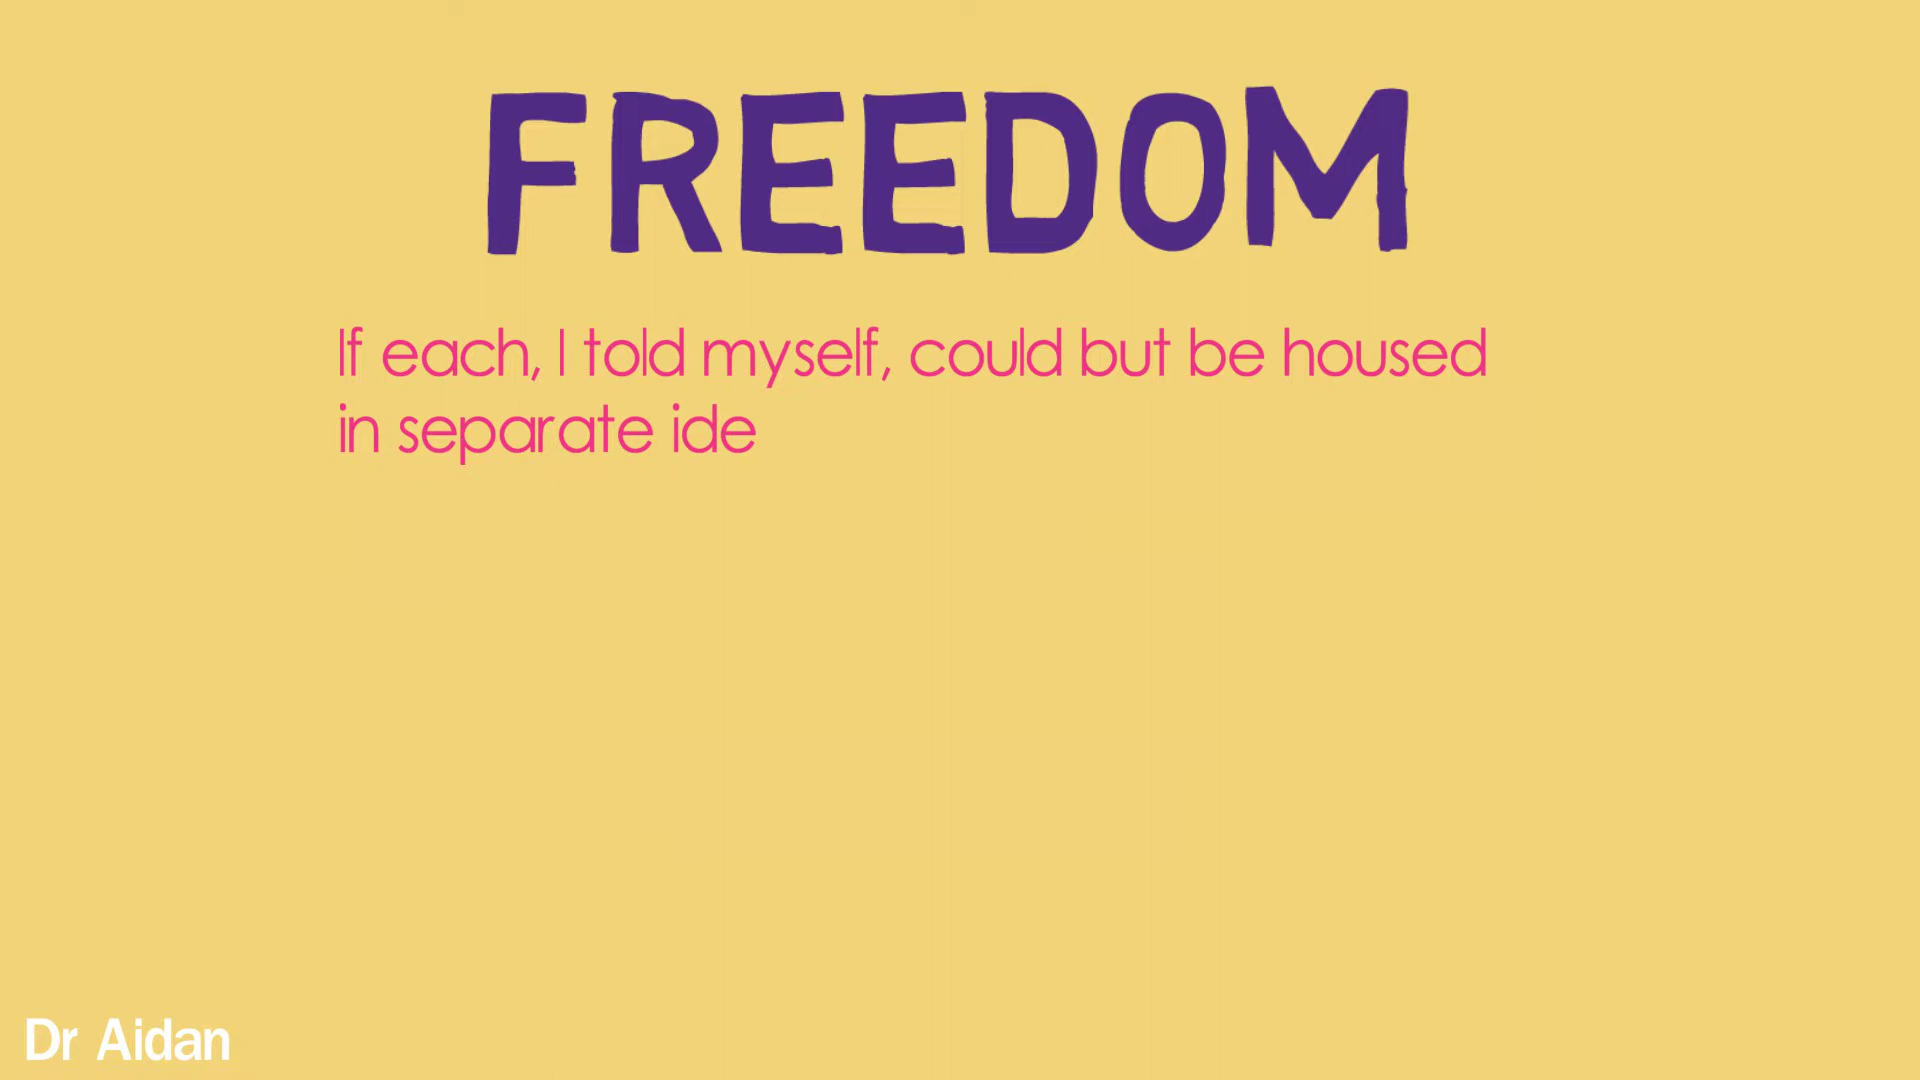 FREEDOM
If each, I told myself, could but be housed
in separate ide
Dr Aidan